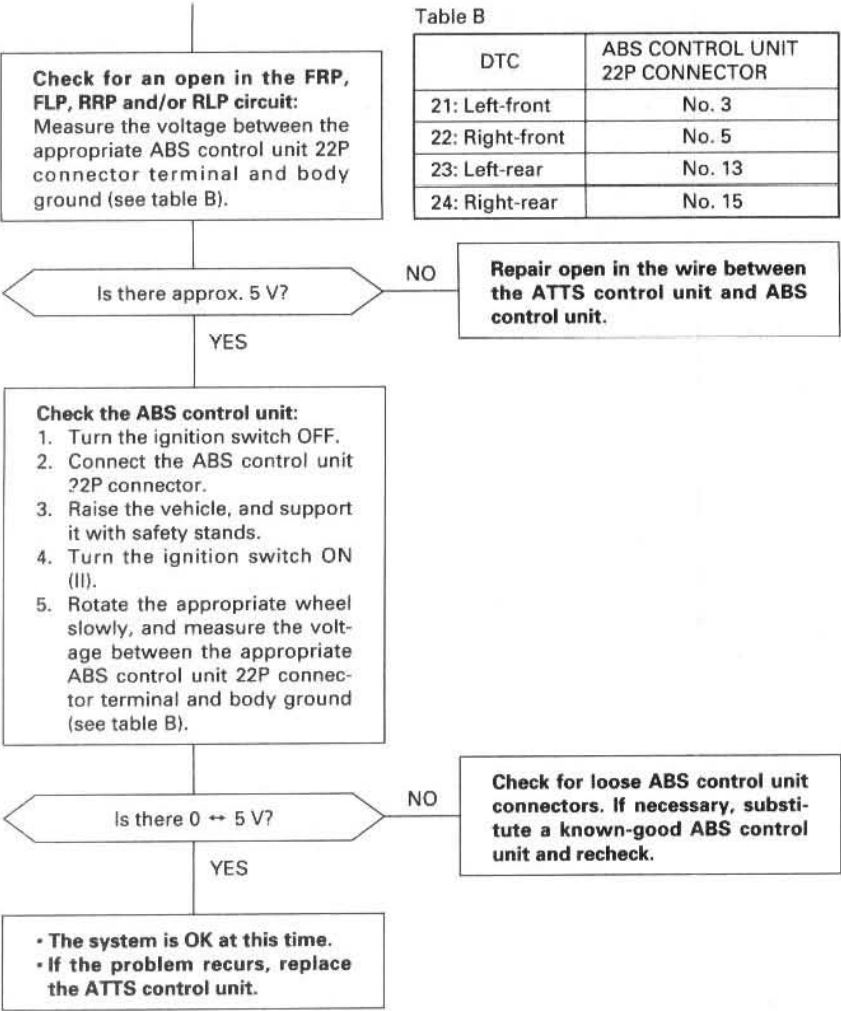 Table B
DTC
ABS CONTROL UNIT
22P CONNECTOR
21: Left-front
No. 3
22: Right-front
No. 5
23: Left-rear
No. 13
24: Right-rear
No. 15
Check for an open in the FRP,
FLP, RRP and/or RLP circuit:
Measure the voltage between the
appropriate ABS control unit 22P
connector terminal and body
ground (see table B).
Is there approx. 5 V?
NO
Repair open in the wire between
the ATTS control unit and ABS
control unit.
YES
Check the ABS control unit:
1. Turn the ignition switch OFF.
2. Connect the ABS control unit
?2P connector.
3. Raise the vehicle, and support
it with safety stands.
4. Turn the ignition switch ON
(II).
5. Rotate the appropriate wheel
slowly, and measure the volt-
age between the appropriate
ABS control unit 22P connec-
tor terminal and body ground
(see table B).
Is there 0 ↔ 5 V?
NO
Check for loose ABS control unit
connectors. If necessary, substi-
tute a known-good ABS control
unit and recheck.
YES
• The system is OK at this time.
• If the problem recurs, replace
the ATTS control unit.